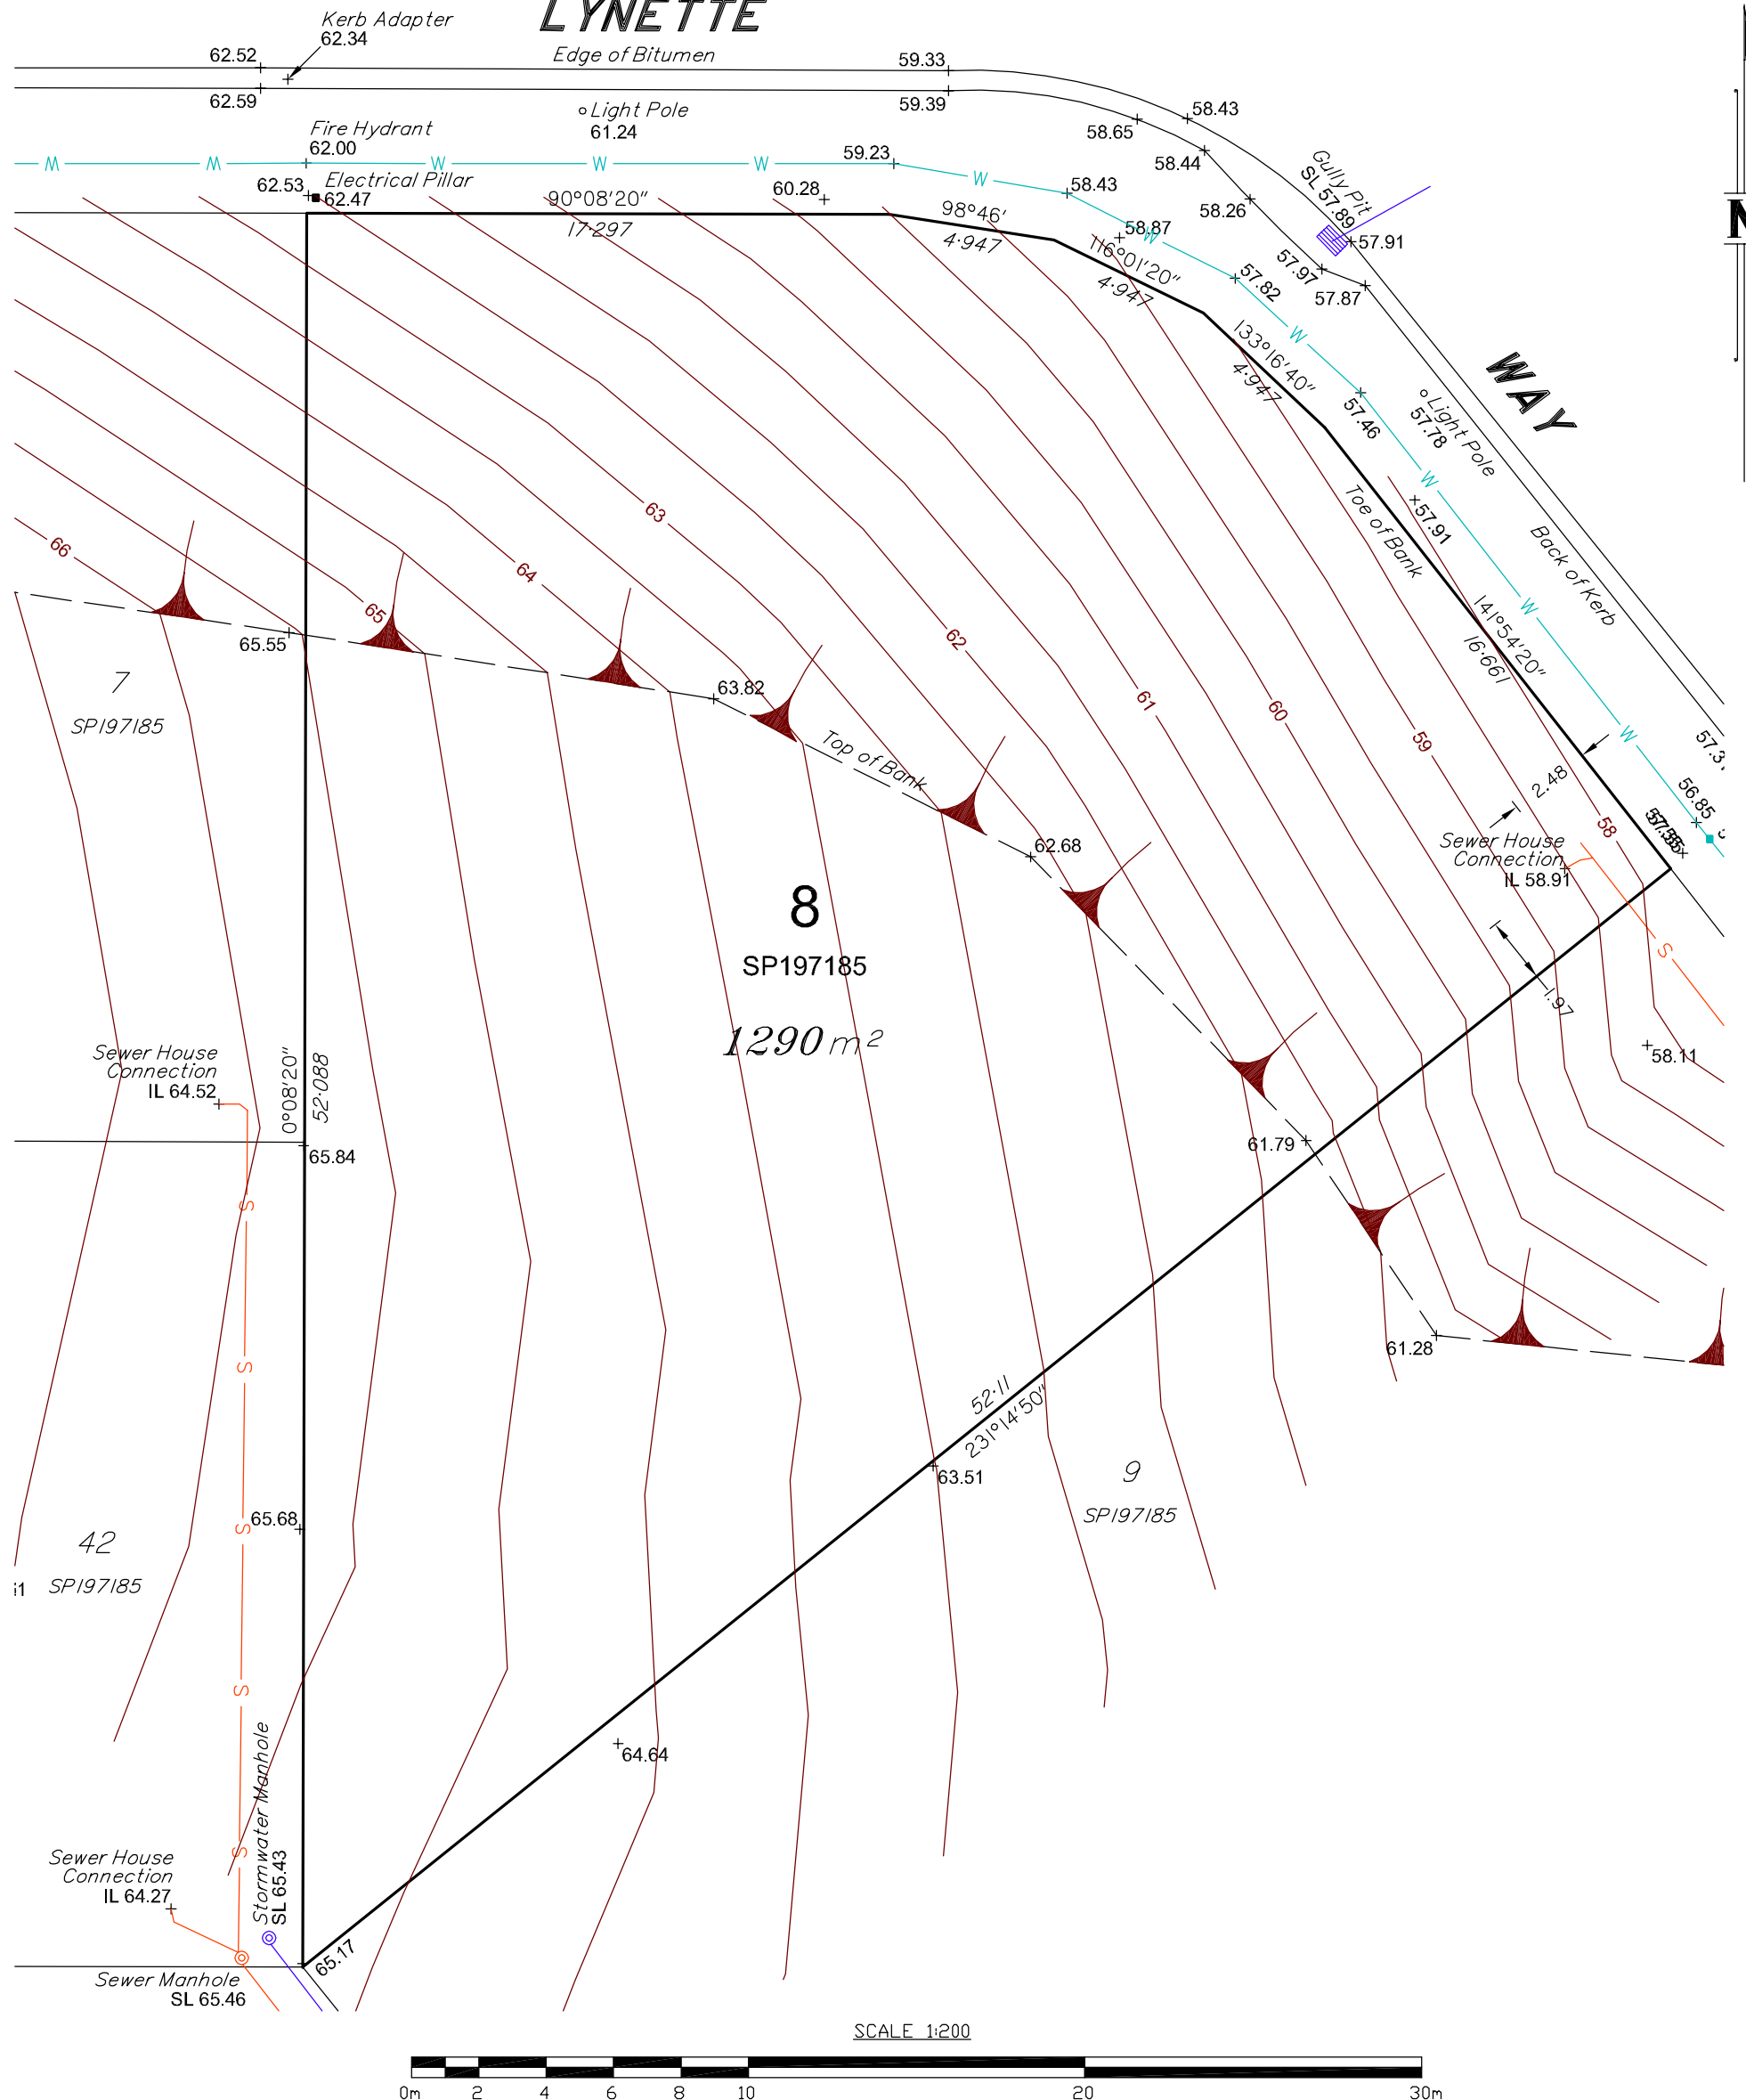 LYNETTE
Kerb Adapter
62.34
Edge of Bitumen
62.52
59.33
62.59
59.39
58.43
58.65
Light Pole
61.24
Fire Hydrant
62.00
W W W W W
59.23
58.44
W
58.43
Gully Pit
SL 57.89
62.53
Electrical Pillar
62.47
90°08'20"
17·297
60.28
98°46'
4·947
58.87
W
58.26
57.91
116°01'20"
4·947
57.97
57.87
57.82
N
W
133°16'40"
4·947
57.46
Light Pole
57.78
WAY
W
57.91
Toe of Bank
Back of Kerb
63
66
64
65
62
61
60
59
58
65.55
W
141°54'20"
16·661
7
SP197185
63.82
Top of Bank
W
2.48
56.85
62.68
Sewer House
Connection
IL 58.91
8
SP197185
1290 m²
S
1.97
58.11
Sewer House
Connection
IL 64.52
0°08'20"
52·088
65.84
61.79
S
S
61.28
52·11
231°14'50"
63.51
9
SP197185
65.68
S
42
SP197185
S
64.64
Stormwater Manhole
SL 65.43
S
Sewer House
Connection
IL 64.27
65.17
Sewer Manhole
SL 65.46
SCALE 1:200
0m 2 4 6 8 10 20 30m